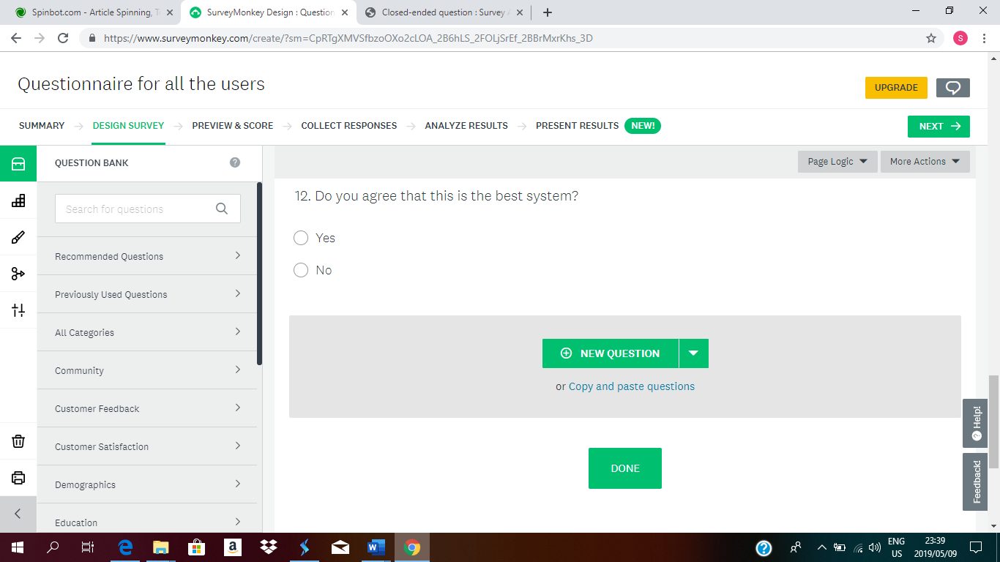 Spinbot.com - Article Spinning, T
SurveyMonkey Design : Question
Closed-ended question : Survey A
https://www.surveymonkey.com/create/?sm=CpRTgXMVSfbzoOXo2cLOA_2B6hLS_2FOLjSrEf_2BBrMxrKhs_3D
S
Questionnaire for all the users
UPGRADE
SUMMARY
DESIGN SURVEY
PREVIEW & SCORE
COLLECT RESPONSES
ANALYZE RESULTS
PRESENT RESULTS
NEW!
NEXT
QUESTION BANK
?
Page Logic
More Actions
Search for questions
Recommended Questions
Previously Used Questions
All Categories
Community
Customer Feedback
Customer Satisfaction
Demographics
Education
12. Do you agree that this is the best system?
Yes
No
NEW QUESTION
or Copy and paste questions
DONE
? Help!
Feedback!
ENG
US
23:39
2019/05/09